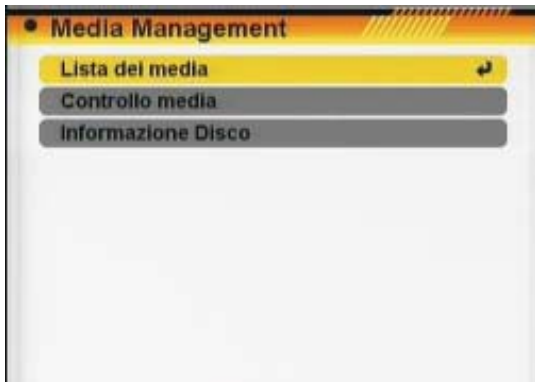 Media Management
Lista dei media
Controllo media
Informazione Disco